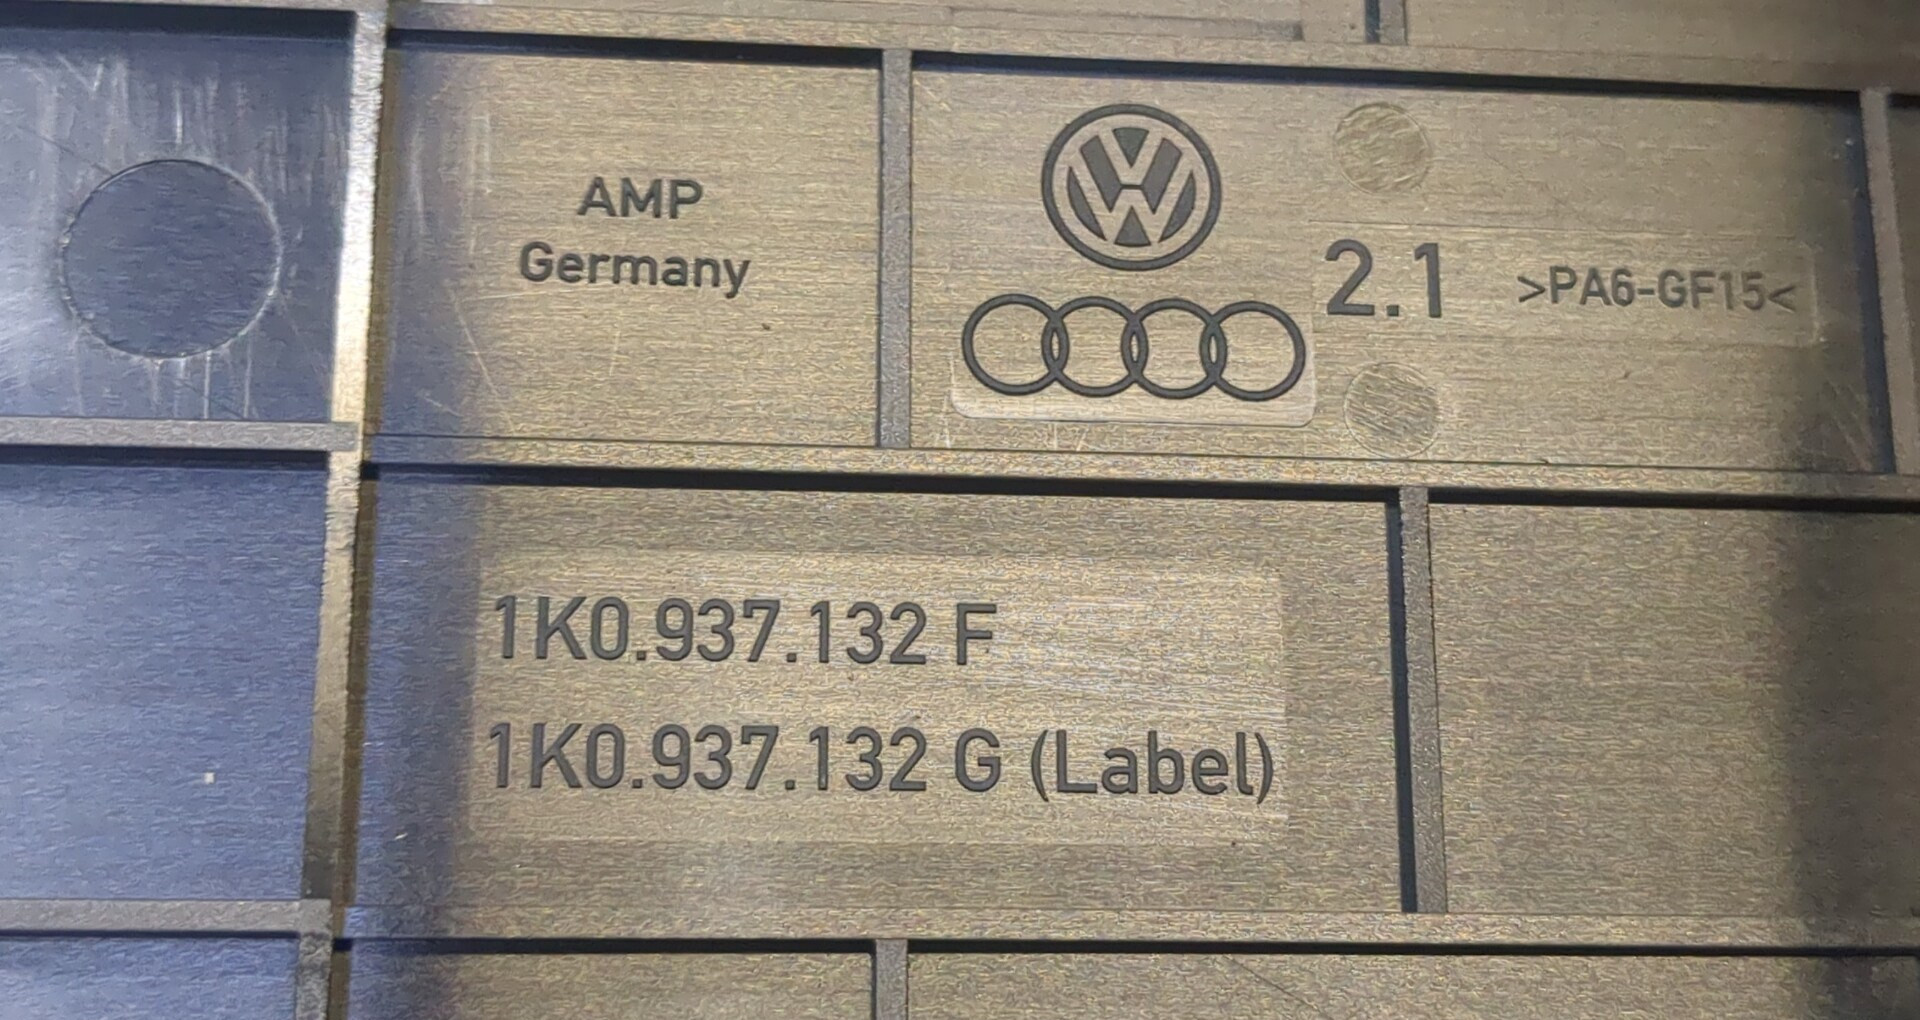 AMP
Germany
2.1 >PA6-GF15<
1K0.937.132 F
1K0.937.132 G (Label)